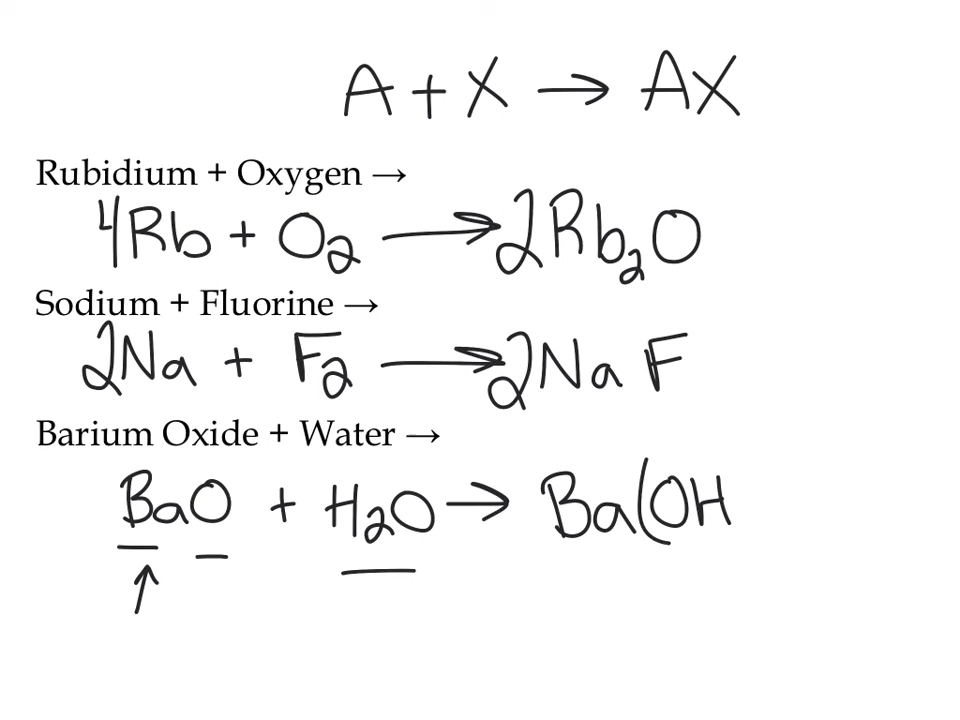 A + X → AX
Rubidium + Oxygen →
4Rb + O₂ → 2Rb₂O
Sodium + Fluorine →
2Na + F₂ → 2NaF
Barium Oxide + Water →
BaO + H₂O → Ba(OH